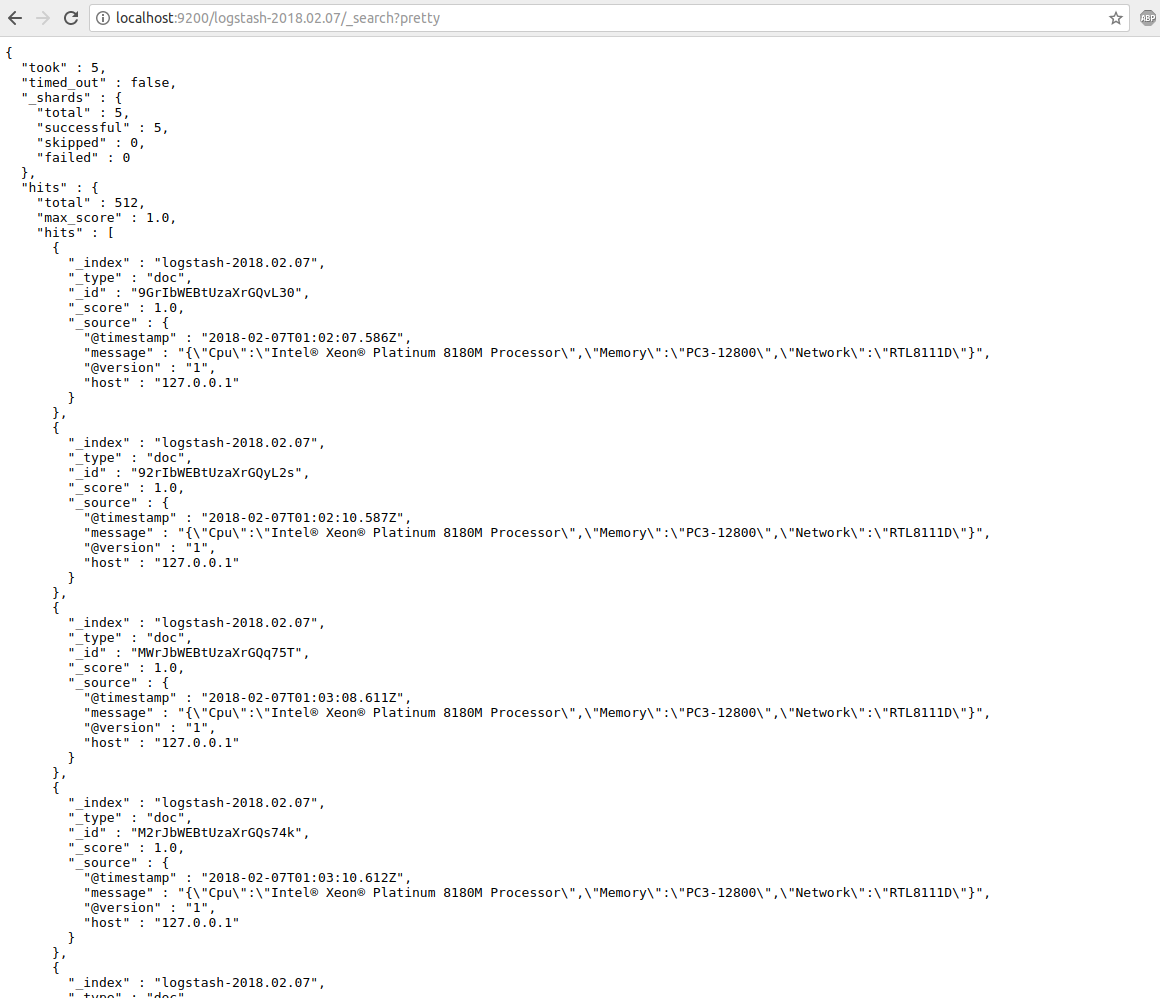 localhost:9200/logstash-2018.02.07/_search?pretty
ABP
{
  "took" : 5,
  "timed_out" : false,
  "_shards" : {
    "total" : 5,
    "successful" : 5,
    "skipped" : 0,
    "failed" : 0
  },
  "hits" : {
    "total" : 512,
    "max_score" : 1.0,
    "hits" : [
      {
        "_index" : "logstash-2018.02.07",
        "_type" : "doc",
        "_id" : "9GrIbWEBtUzaXrGQvL30",
        "_score" : 1.0,
        "_source" : {
          "@timestamp" : "2018-02-07T01:02:07.586Z",
          "message" : "{\"Cpu\":\"Intel® Xeon® Platinum 8180M Processor\",\"Memory\":\"PC3-12800\",\"Network\":\"RTL8111D\"}",
          "@version" : "1",
          "host" : "127.0.0.1"
        }
      },
      {
        "_index" : "logstash-2018.02.07",
        "_type" : "doc",
        "_id" : "92rIbWEBtUzaXrGQyL2s",
        "_score" : 1.0,
        "_source" : {
          "@timestamp" : "2018-02-07T01:02:10.587Z",
          "message" : "{\"Cpu\":\"Intel® Xeon® Platinum 8180M Processor\",\"Memory\":\"PC3-12800\",\"Network\":\"RTL8111D\"}",
          "@version" : "1",
          "host" : "127.0.0.1"
        }
      },
      {
        "_index" : "logstash-2018.02.07",
        "_type" : "doc",
        "_id" : "MWrJbWEBtUzaXrGQq75T",
        "_score" : 1.0,
        "_source" : {
          "@timestamp" : "2018-02-07T01:03:08.611Z",
          "message" : "{\"Cpu\":\"Intel® Xeon® Platinum 8180M Processor\",\"Memory\":\"PC3-12800\",\"Network\":\"RTL8111D\"}",
          "@version" : "1",
          "host" : "127.0.0.1"
        }
      },
      {
        "_index" : "logstash-2018.02.07",
        "_type" : "doc",
        "_id" : "M2rJbWEBtUzaXrGQs74k",
        "_score" : 1.0,
        "_source" : {
          "@timestamp" : "2018-02-07T01:03:10.612Z",
          "message" : "{\"Cpu\":\"Intel® Xeon® Platinum 8180M Processor\",\"Memory\":\"PC3-12800\",\"Network\":\"RTL8111D\"}",
          "@version" : "1",
          "host" : "127.0.0.1"
        }
      },
      {
        "_index" : "logstash-2018.02.07",
        "_type" : "doc"